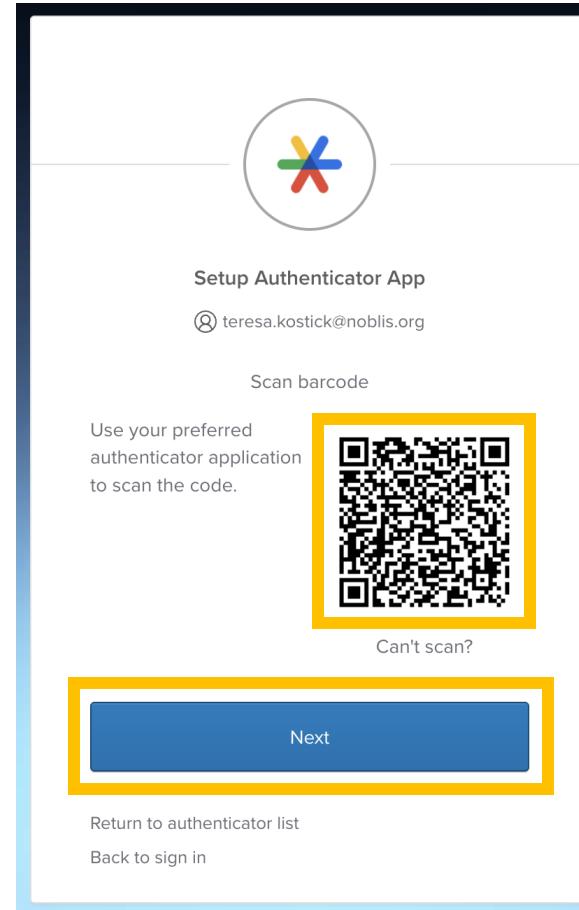 Setup Authenticator App
teresa.kostick@noblis.org
Scan barcode
Use your preferred
authenticator application
to scan the code.
Can't scan?
Next
Return to authenticator list
Back to sign in